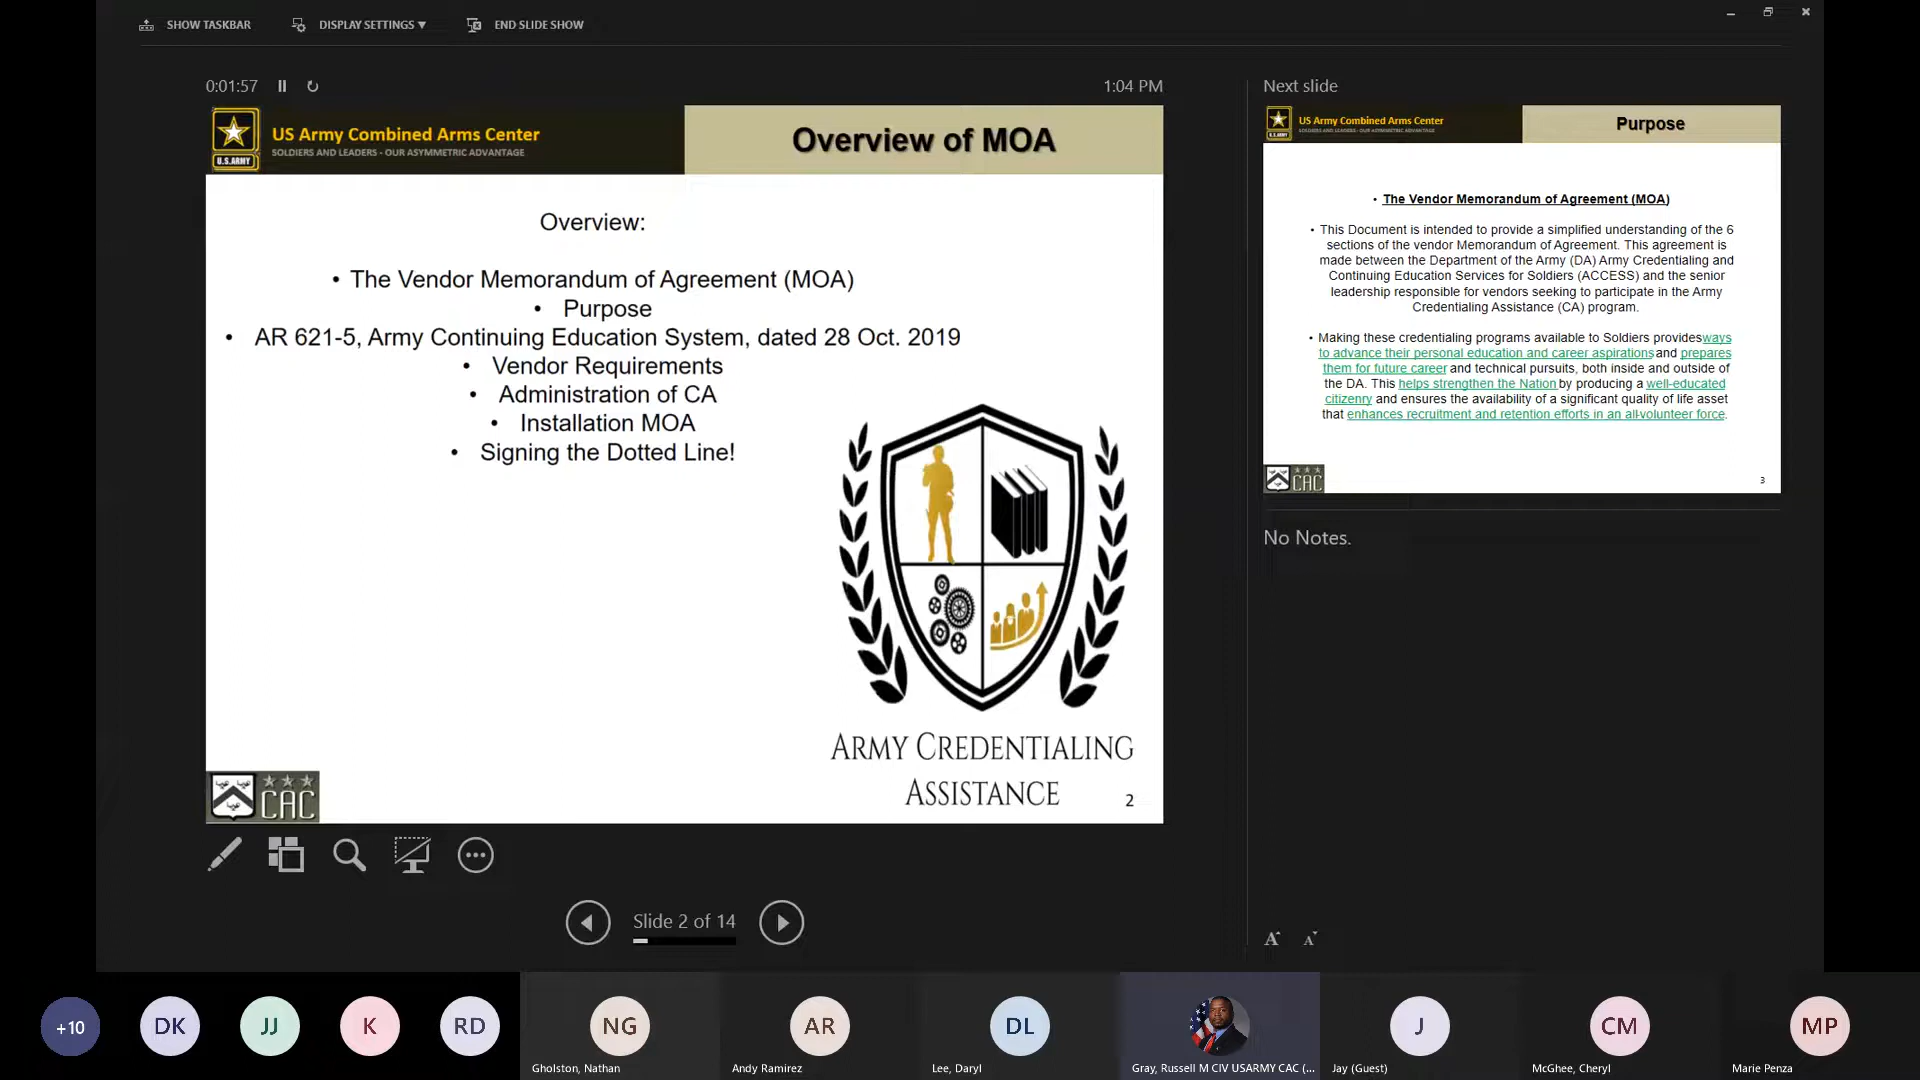 SHOW TASKBAR
DISPLAY SETTINGS
END SLIDE SHOW
0:01:57
1:04 PM
US Army Combined Arms Center
SOLDIERS AND LEADERS - OUR ASYMMETRIC ADVANTAGE
U.S.ARMY
Overview of MOA
Overview:
• The Vendor Memorandum of Agreement (MOA)
• Purpose
• AR 621-5, Army Continuing Education System, dated 28 Oct. 2019
• Vendor Requirements
• Administration of CA
• Installation MOA
• Signing the Dotted Line!
ARMY CREDENTIALING
ASSISTANCE
CAC
2
Slide 2 of 14
Next slide
US Army Combined Arms Center
SOLDIERS AND LEADERS - OUR ASYMMETRIC ADVANTAGE
Purpose
• The Vendor Memorandum of Agreement (MOA)
• This Document is intended to provide a simplified understanding of the 6
sections of the vendor Memorandum of Agreement. This agreement is
made between the Department of the Army (DA) Army Credentialing and
Continuing Education Services for Soldiers (ACCESS) and the senior
leadership responsible for vendors seeking to participate in the Army
Credentialing Assistance (CA) program.
• Making these credentialing programs available to Soldiers provides ways
to advance their personal education and career aspirations and prepares
them for future career and technical pursuits, both inside and outside of
the DA. This helps strengthen the Nation by producing a well-educated
citizenry and ensures the availability of a significant quality of life asset
that enhances recruitment and retention efforts in an all-volunteer force.
CAC
3
No Notes.
A A
+10
DK
JJ
K
RD
NG
Gholston, Nathan
AR
Andy Ramirez
DL
Lee, Daryl
Gray, Russell M CIV USARMY CAC (...
J
Jay (Guest)
CM
McGhee, Cheryl
MP
Marie Penza